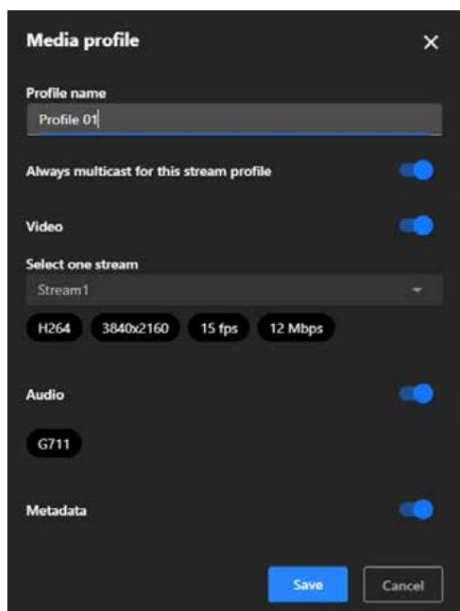 Media profile
Profile name
Profile 01
Always multicast for this stream profile
Video
Select one stream
Stream1
H264 3840x2160 15 fps 12 Mbps
Audio
G711
Metadata
Save Cancel